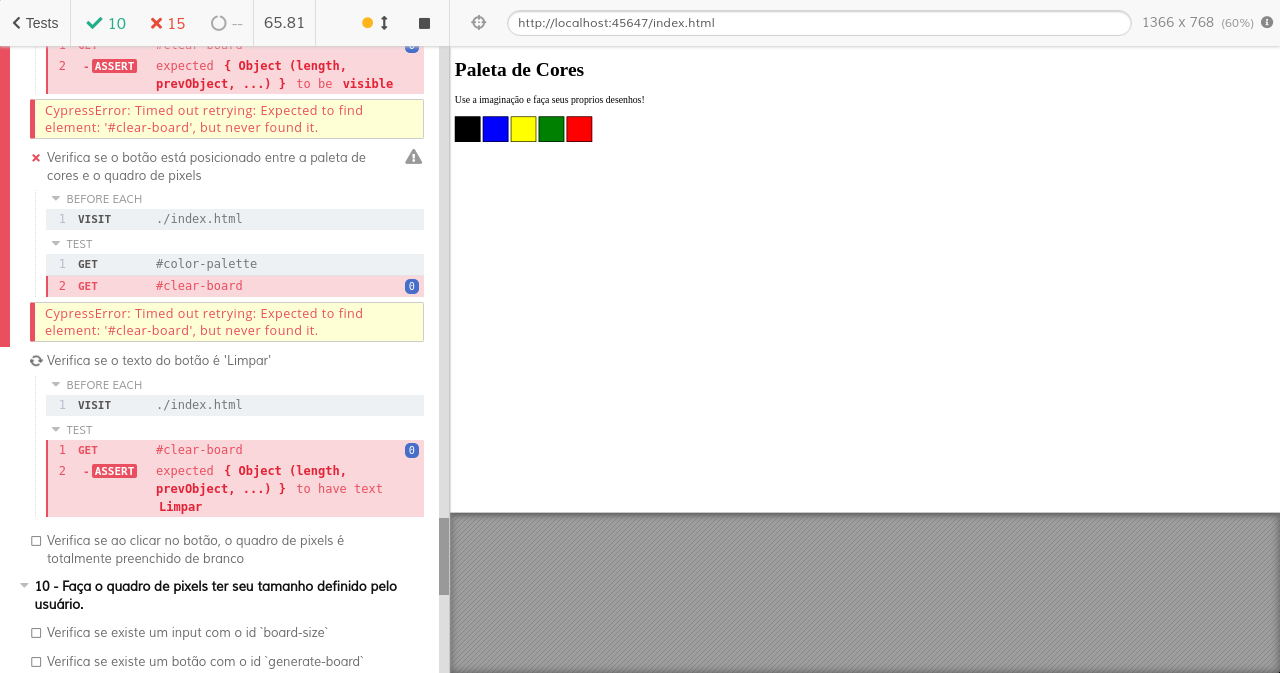 Tests 10 15 -- 65.81 http://localhost:45647/index.html 1366 x 768 (60%)
1 GET #clear-board 0
2 - ASSERT expected { Object (length,
prevObject, ...) } to be visible
CypressError: Timed out retrying: Expected to find
element: '#clear-board', but never found it.
Verifica se o botão está posicionado entre a paleta de
cores e o quadro de pixels
BEFORE EACH
1 VISIT ./index.html
TEST
1 GET #color-palette
2 GET #clear-board 0
CypressError: Timed out retrying: Expected to find
element: '#clear-board', but never found it.
Verifica se o texto do botão é 'Limpar'
BEFORE EACH
1 VISIT ./index.html
TEST
1 GET #clear-board 0
2 - ASSERT expected { Object (length,
prevObject, ...) } to have text
Limpar
Verifica se ao clicar no botão, o quadro de pixels é
totalmente preenchido de branco
10 - Faça o quadro de pixels ter seu tamanho definido pelo
usuário.
Verifica se existe um input com o id `board-size`
Verifica se existe um botão com o id `generate-board`
Paleta de Cores
Use a imaginação e faça seus proprios desenhos!